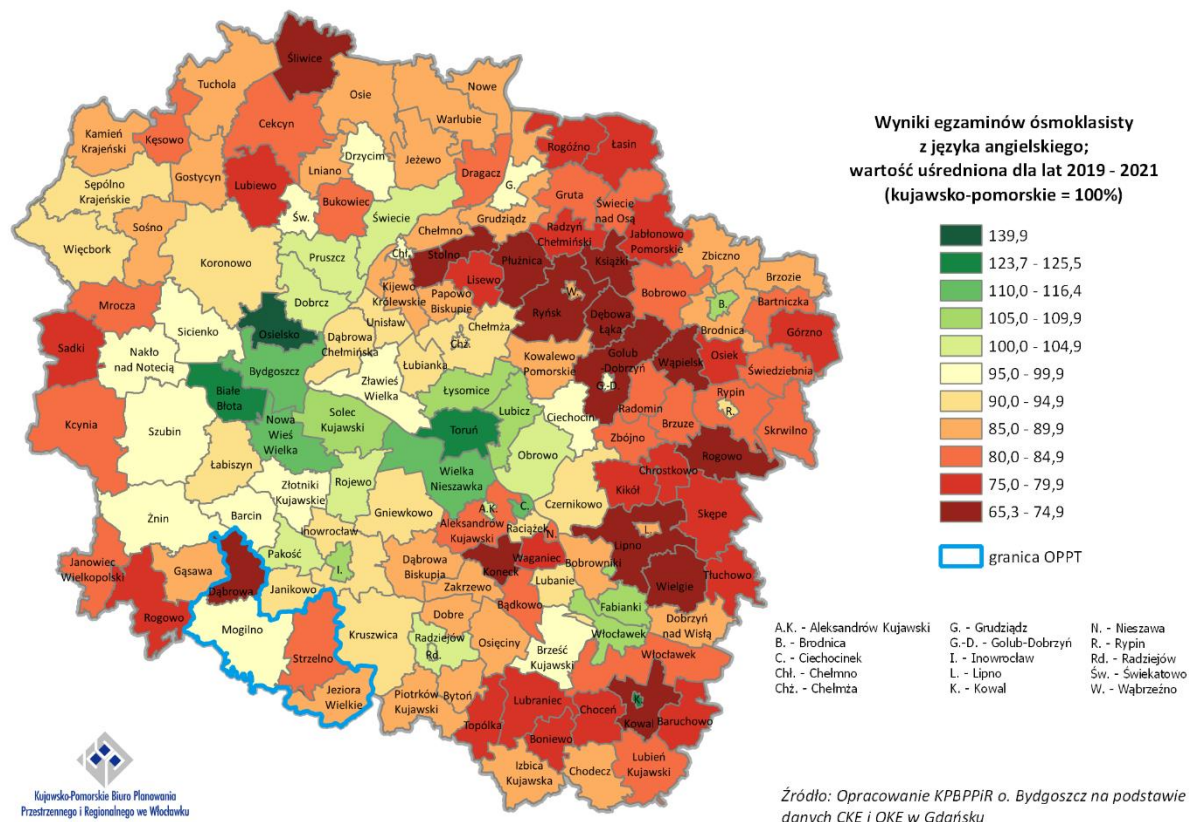 Wyniki egzaminów ósmoklasisty
z języka angielskiego;
wartość uśredniona dla lat 2019 - 2021
(kujawsko-pomorskie = 100%)
139,9
123,7 - 125,5
110,0 - 116,4
105,0 - 109,9
100,0 - 104,9
95,0 - 99,9
90,0 - 94,9
85,0 - 89,9
80,0 - 84,9
75,0 - 79,9
65,3 - 74,9
granica OPPT
Śliwice
Tuchola
Osie
Nowe
Warlubie
Kamień
Krajeński
Kęsowo
Cekcyn
Drzycim
Jeżewo
Rogóźno
Łasin
Gostycyn
Lubiewo
Lniano
Dragacz
G.
Gruta
Świecie
nad Osą
Sępólno
Krajeńskie
Bukowiec
Św.
Świecie
Grudziądz
Sośno
Więcbork
Koronowo
Pruszcz
Chełmno
Chł.
Stolno
Płużnica
Radzyń
Chełmiński
Książki
Jabłonowo
Pomorskie
Zbiczno
Brzozie
Mrocza
Dobrcz
Kijewo
Królewskie
Lisewo
Papowo
Biskupie
W.
Bobrowo
B.
Bartniczka
Sicienko
Osielsko
Unisław
Dąbrowa
Chełmińska
Chełmża
Chż.
Ryńsk
Dębowa
Łąka
Brodnica
Górzno
Sadki
Nakło
nad Notecią
Bydgoszcz
Łubianka
Kowalewo
Pomorskie
Golub
-Dobrzyń
G.-D.
Wąpielsk
Osiek
Świedziebnia
Białe
Błota
Zławieś
Wielka
Łysomice
Ciechocin
Radomin
Rypin
R.
Kcynia
Szubin
Solec
Kujawski
Nowa
Wieś
Wielka
Toruń
Lubicz
Obrowo
Zbójno
Brzuze
Skrwilno
Rogowo
Łabiszyn
Złotniki
Kujawskie
Rojewo
Wielka
Nieszawka
Czernikowo
Chrostkowo
Kikół
Skępe
Żnin
Barcin
Inowrocław
Gniewkowo
A.K.
C.
Aleksandrów
Kujawski
Raciążek
N.
L.
Lipno
Janowiec
Wielkopolski
Gąsawa
Dąbrowa
Pakość
I.
Janikowo
Dąbrowa
Biskupia
Koneck
Waganiec
Bobrowniki
Wielgie
Tłuchowo
Rogowo
Mogilno
Strzelno
Kruszwica
Zakrzewo
Lubanie
Bądkowo
Fabianki
Dobrzyń
nad Wisłą
Dobre
Radziejów
Rd.
Osięciny
Brześć
Kujawski
Włocławek
Włocławek
Jeziora
Wielkie
Piotrków
Kujawski
Bytoń
Topólka
Lubraniec
Boniewo
Choceń
K.
Kowal
Baruchowo
Izbica
Kujawska
Chodecz
Lubień
Kujawski
A.K. - Aleksandrów Kujawski
B. - Brodnica
C. - Ciechocinek
Chł. - Chełmno
Chż. - Chełmża
G. - Grudziądz
G.-D. - Golub-Dobrzyń
I. - Inowrocław
L. - Lipno
K. - Kowal
N. - Nieszawa
R. - Rypin
Rd. - Radziejów
Św. - Świekatowo
W. - Wąbrzeźno
Kujawsko-Pomorskie Biuro Planowania
Przestrzennego i Regionalnego we Włocławku
Źródło: Opracowanie KPBPPiR o. Bydgoszcz na podstawie
danych CKE i OKE w Gdańsku